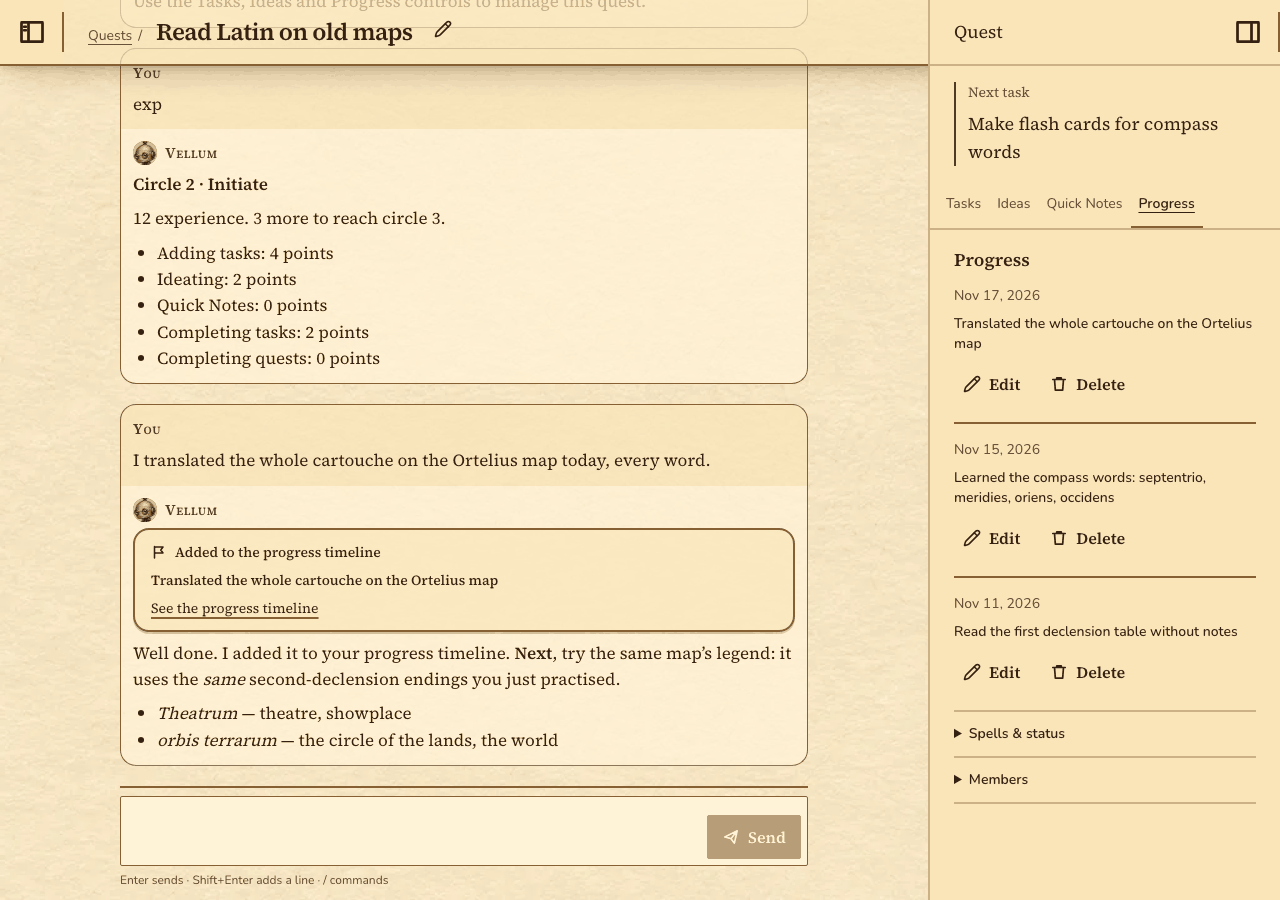 Use the Tasks, Ideas and Progress controls to manage this quest.
Quests / Read Latin on old maps
You
exp
Vellum
Circle 2 · Initiate
12 experience. 3 more to reach circle 3.
Adding tasks: 4 points
Ideating: 2 points
Quick Notes: 0 points
Completing tasks: 2 points
Completing quests: 0 points
You
I translated the whole cartouche on the Ortelius map today, every word.
Vellum
Added to the progress timeline
Translated the whole cartouche on the Ortelius map
See the progress timeline
Well done. I added it to your progress timeline. Next, try the same map’s legend: it
uses the same second-declension endings you just practised.
Theatrum — theatre, showplace
orbis terrarum — the circle of the lands, the world
Send
Enter sends · Shift+Enter adds a line · / commands
Quest
Next task
Make flash cards for compass
words
Tasks Ideas Quick Notes Progress
Progress
Nov 17, 2026
Translated the whole cartouche on the Ortelius
map
Edit Delete
Nov 15, 2026
Learned the compass words: septentrio,
meridies, oriens, occidens
Edit Delete
Nov 11, 2026
Read the first declension table without notes
Edit Delete
Spells & status
Members